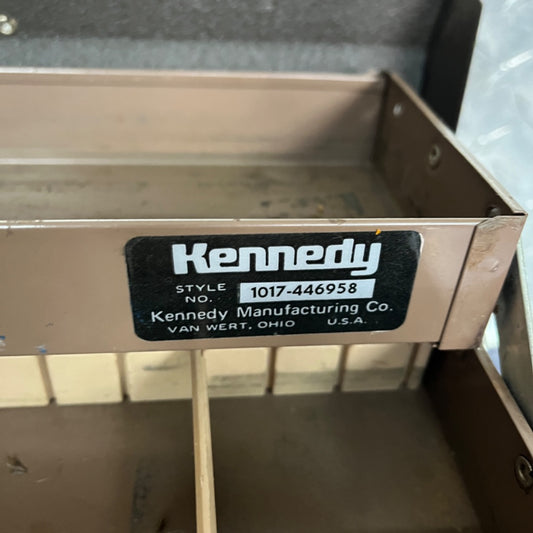 Kennedy
STYLE
NO. 1017-446958
Kennedy Manufacturing Co.
VAN WERT, OHIO U.S.A.